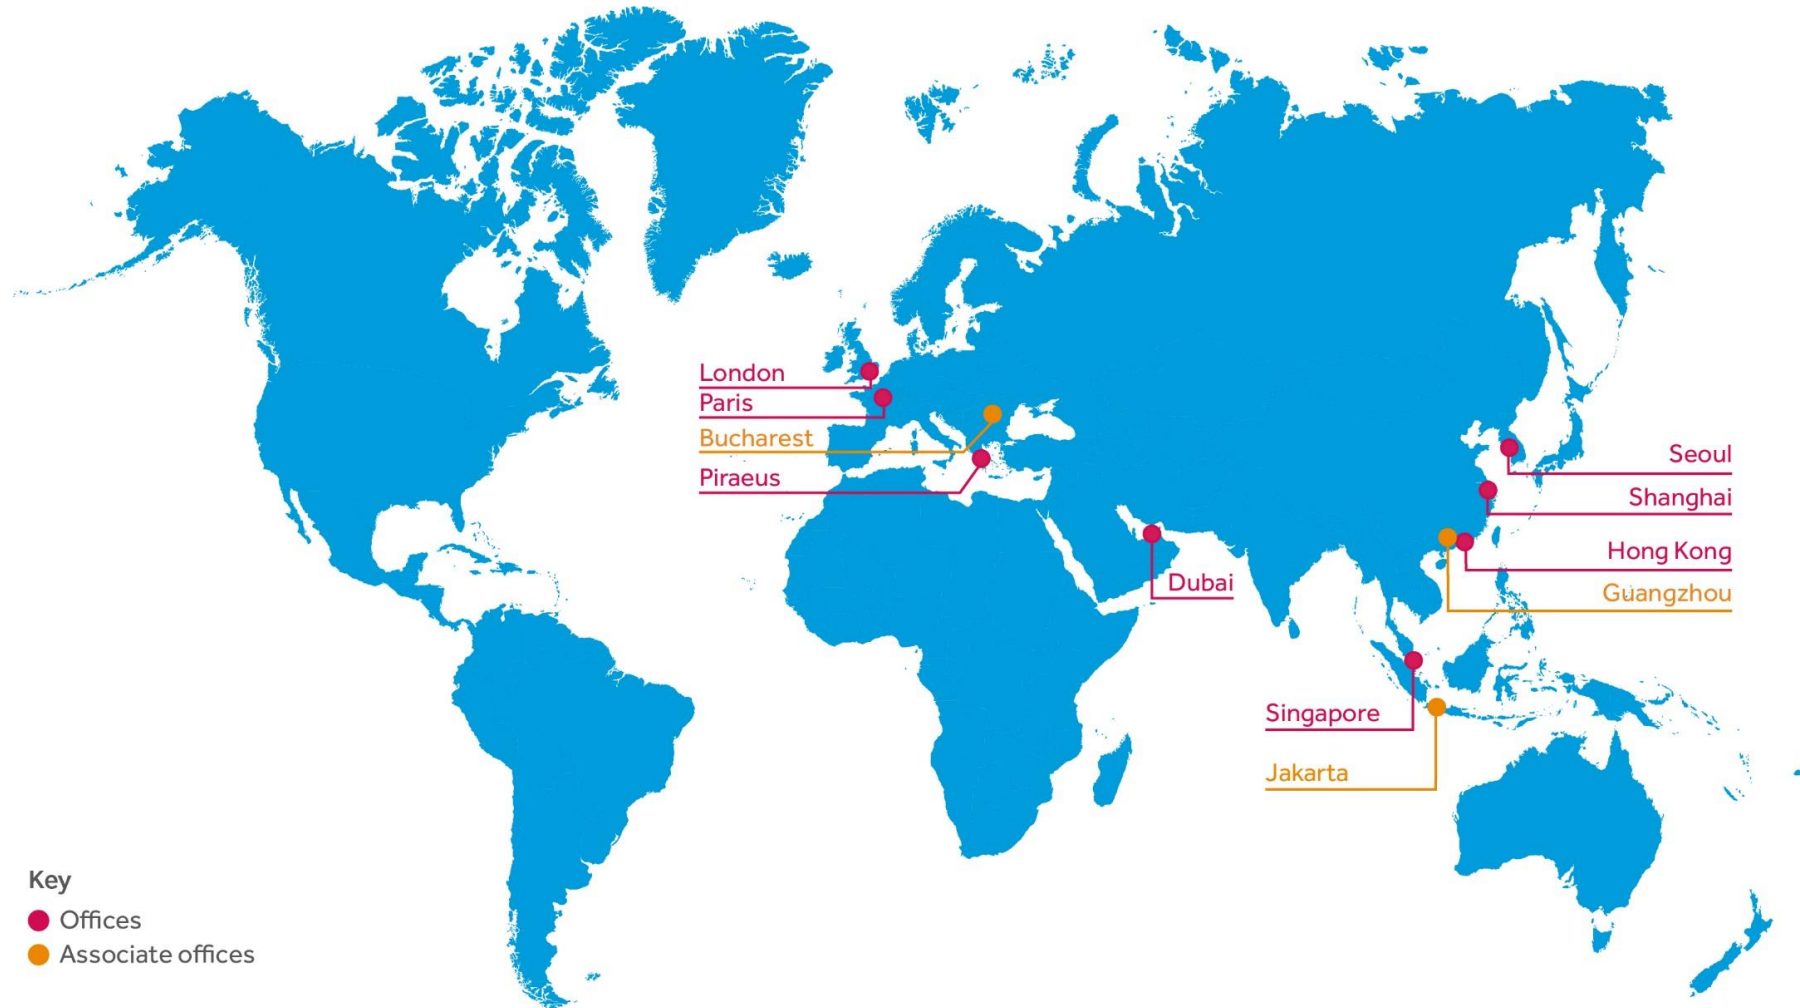 London
Paris
Bucharest
Piraeus
Dubai
Seoul
Shanghai
Hong Kong
Guangzhou
Singapore
Jakarta
Key
Offices
Associate offices